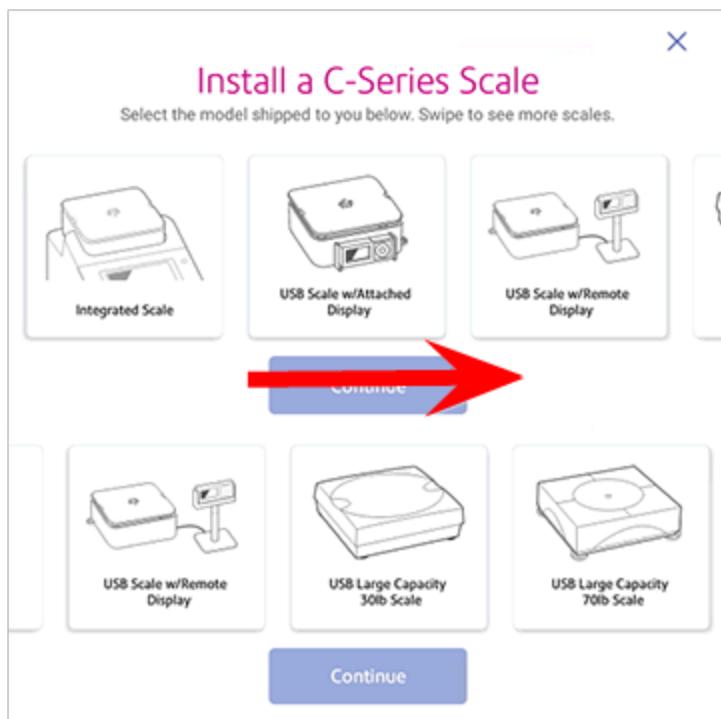 Install a C-Series Scale
Select the model shipped to you below. Swipe to see more scales.
Integrated Scale
USB Scale w/Attached
Display
USB Scale w/Remote
Display
Continue
USB Scale w/Remote
Display
USB Large Capacity
30lb Scale
USB Large Capacity
70lb Scale
Continue